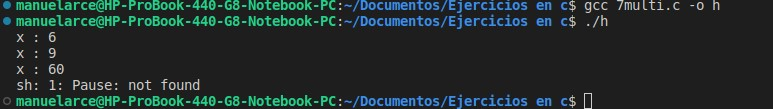 manuelarce@HP-ProBook-440-G8-Notebook-PC:~/Documentos/Ejercicios en c$ gcc 7multi.c -o h
manuelarce@HP-ProBook-440-G8-Notebook-PC:~/Documentos/Ejercicios en c$ ./h
x : 6
x : 9
x : 60
sh: 1: Pause: not found
manuelarce@HP-ProBook-440-G8-Notebook-PC:~/Documentos/Ejercicios en c$